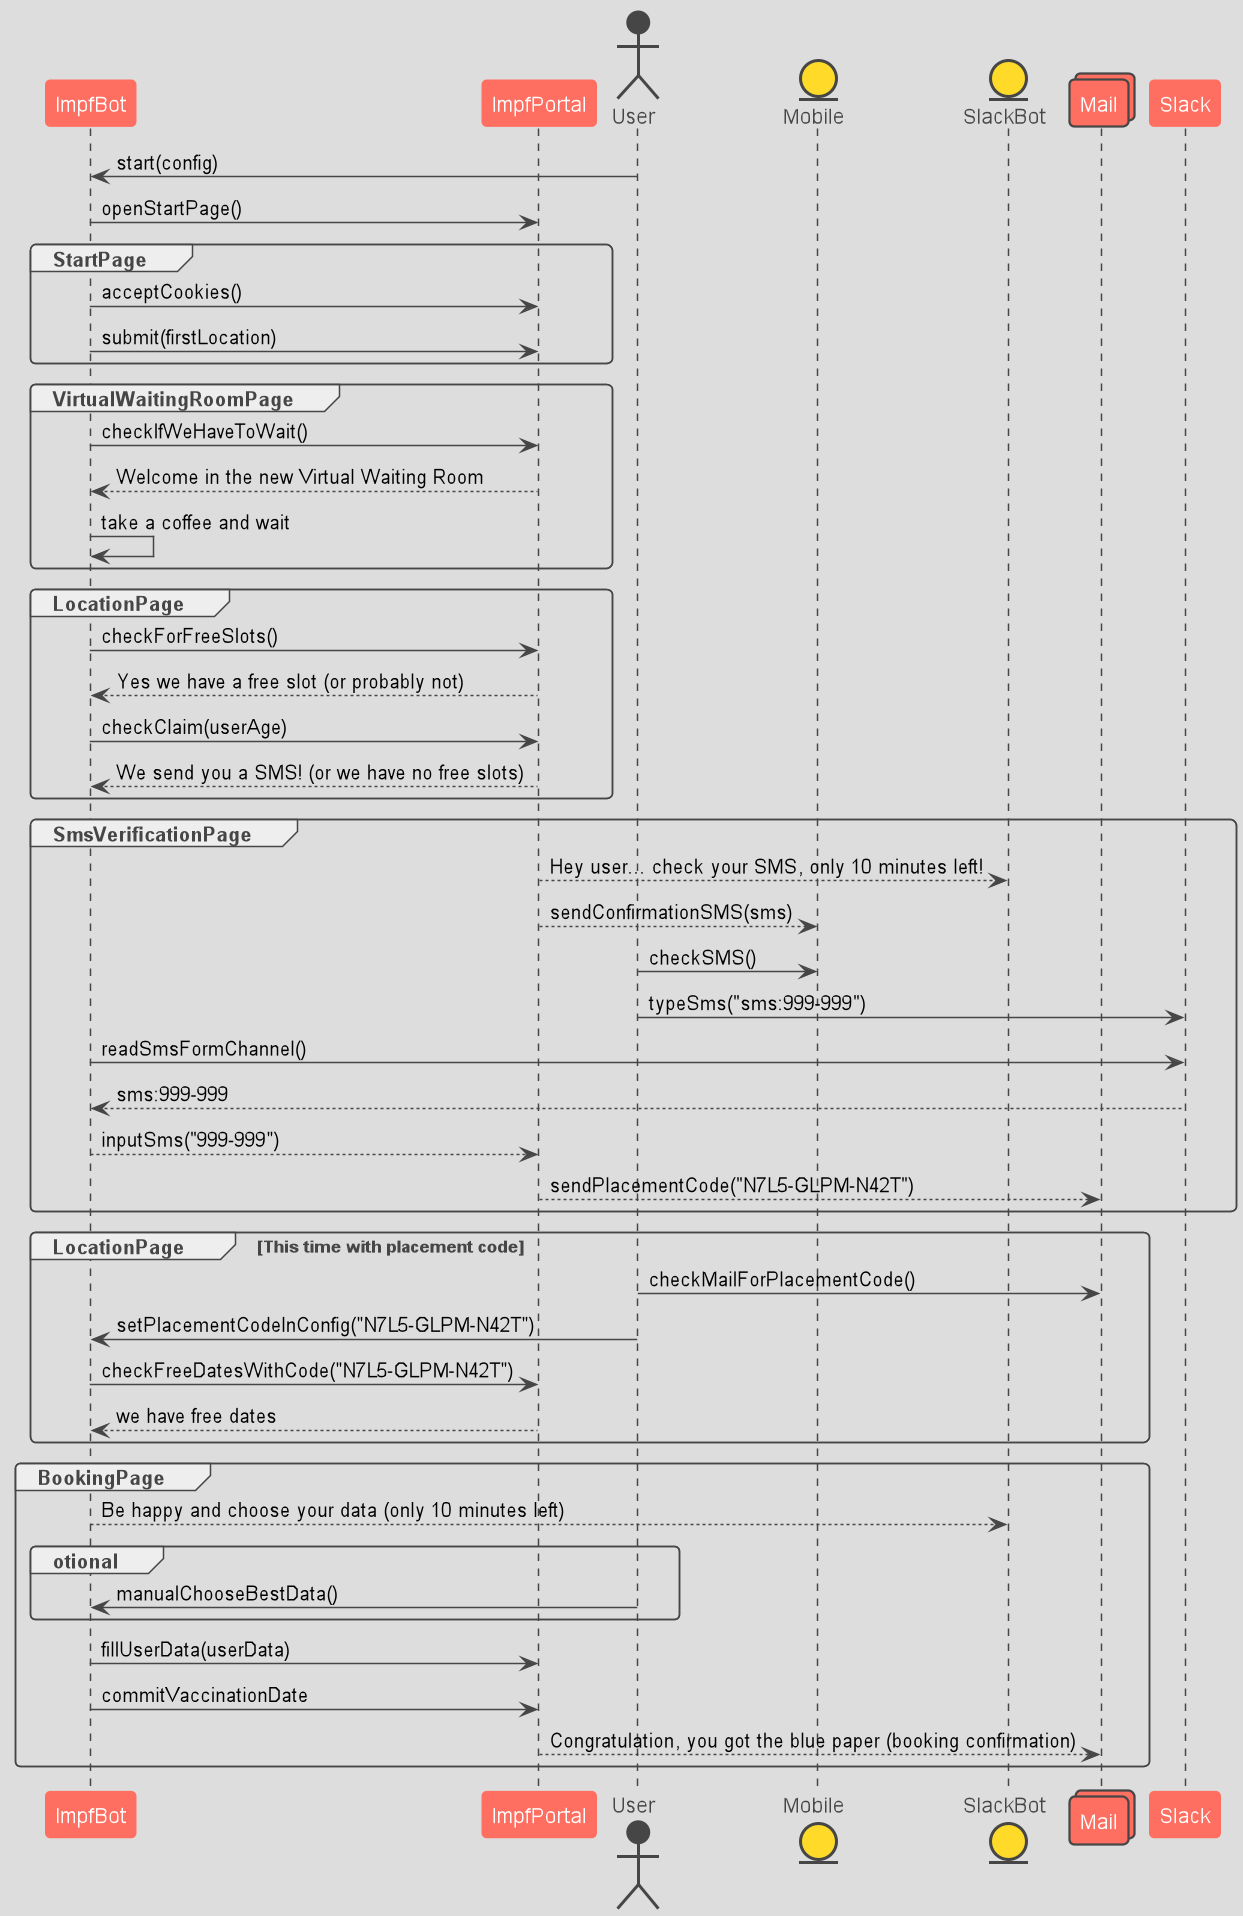 ImpfBot
ImpfPortal
User
Mobile
SlackBot
Mail
Slack
start(config)
openStartPage()
StartPage
acceptCookies()
submit(firstLocation)
VirtualWaitingRoomPage
checkIfWeHaveToWait()
Welcome in the new Virtual Waiting Room
take a coffee and wait
LocationPage
checkForFreeSlots()
Yes we have a free slot (or probably not)
checkClaim(userAge)
We send you a SMS! (or we have no free slots)
SmsVerificationPage
Hey user... check your SMS, only 10 minutes left!
sendConfirmationSMS(sms)
checkSMS()
typeSms("sms:999-999")
readSmsFormChannel()
sms:999-999
inputSms("999-999")
sendPlacementCode("N7L5-GLPM-N42T")
LocationPage [This time with placement code]
checkMailForPlacementCode()
setPlacementCodeInConfig("N7L5-GLPM-N42T")
checkFreeDatesWithCode("N7L5-GLPM-N42T")
we have free dates
BookingPage
Be happy and choose your data (only 10 minutes left)
otional
manualChooseBestData()
fillUserData(userData)
commitVaccinationDate
Congratulation, you got the blue paper (booking confirmation)
ImpfBot
ImpfPortal
User
Mobile
SlackBot
Mail
Slack